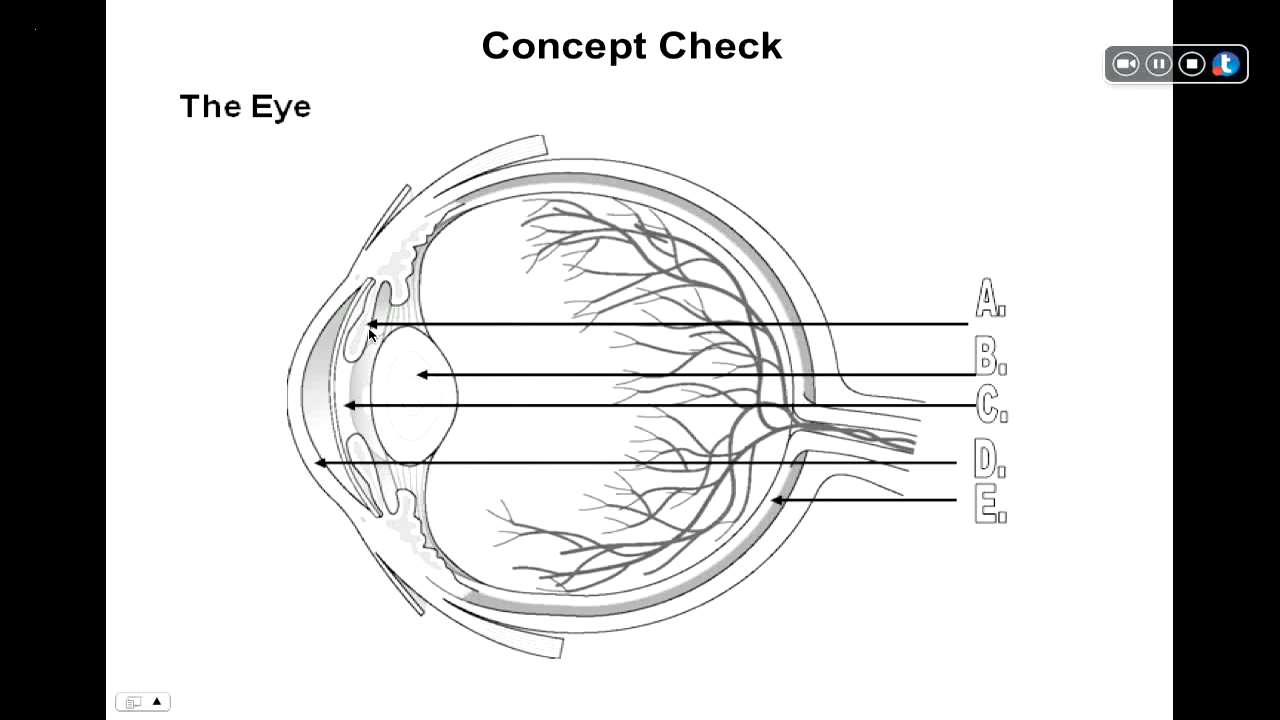 Concept Check
The Eye
A.
B.
C.
D.
E.
t